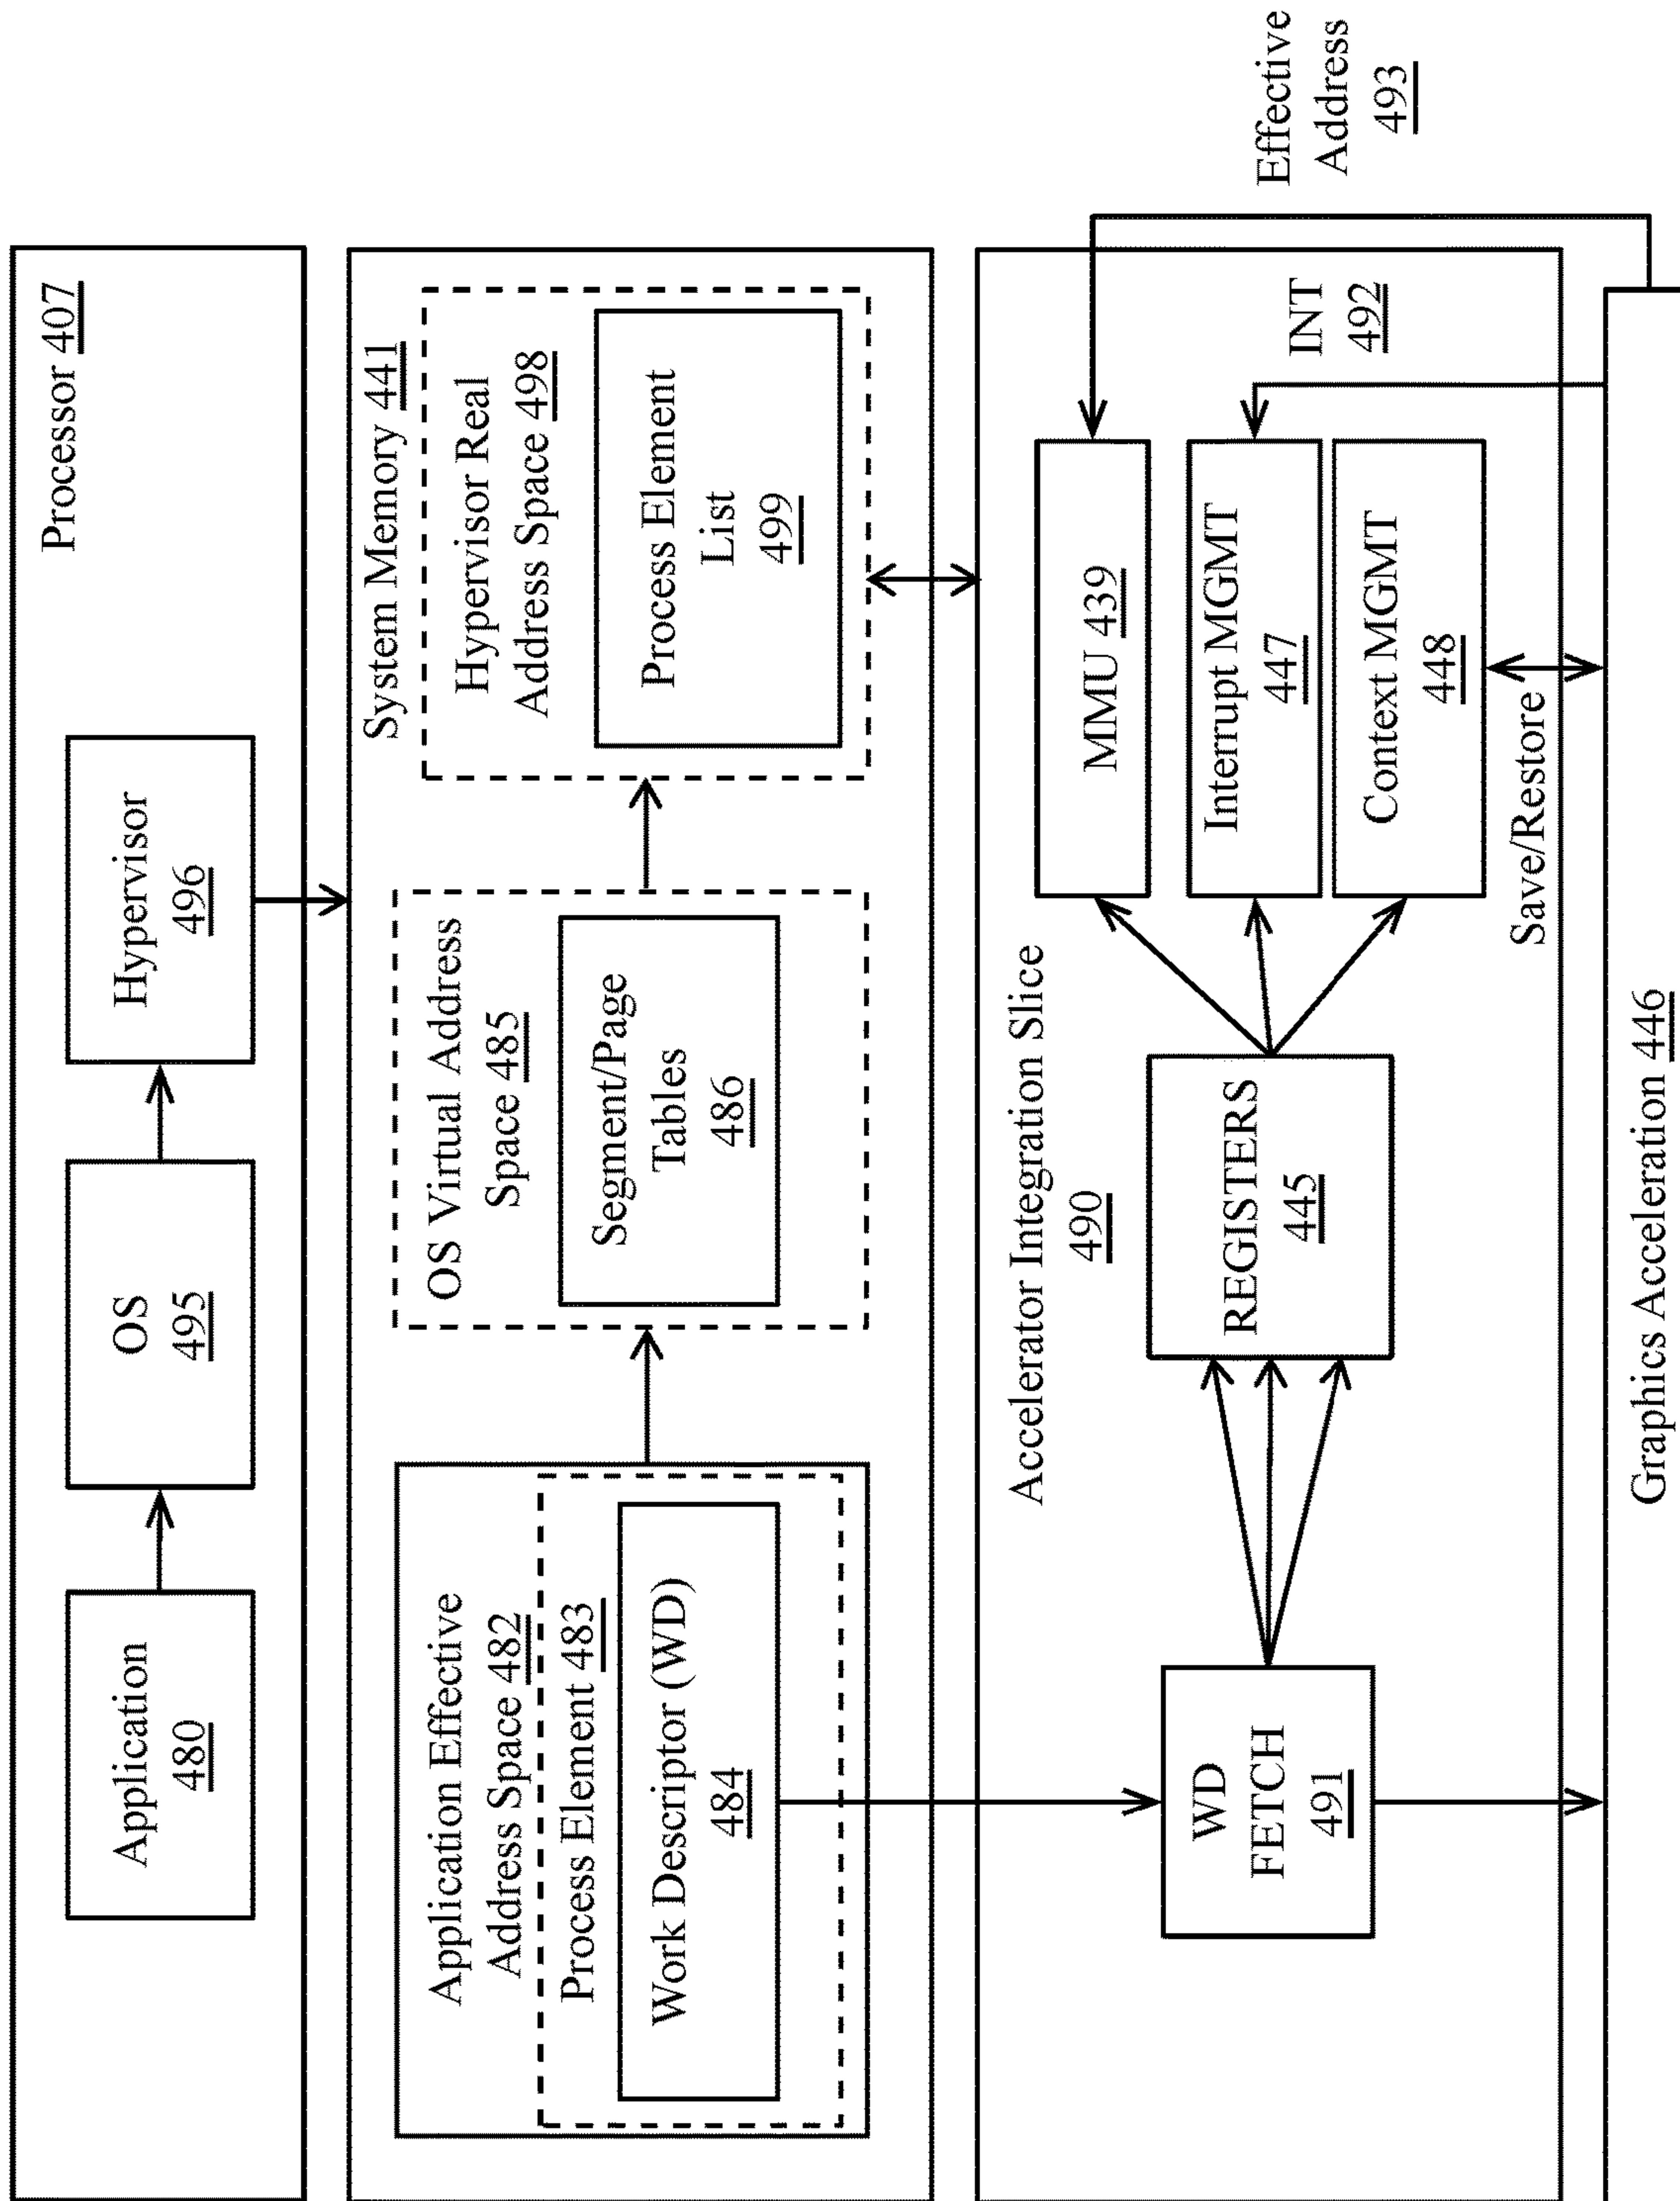 Processor 407
Application
480
OS
495
Hypervisor
496
System Memory 441
Application Effective
Address Space 482
Process Element 483
Work Descriptor (WD)
484
OS Virtual Address
Space 485
Segment/Page
Tables
486
Hypervisor Real
Address Space 498
Process Element
List
499
Accelerator Integration Slice
490
WD
FETCH
491
REGISTERS
445
MMU 439
Interrupt MGMT
447
Context MGMT
448
INT
492
Effective
Address
493
Save/Restore
Graphics Acceleration 446